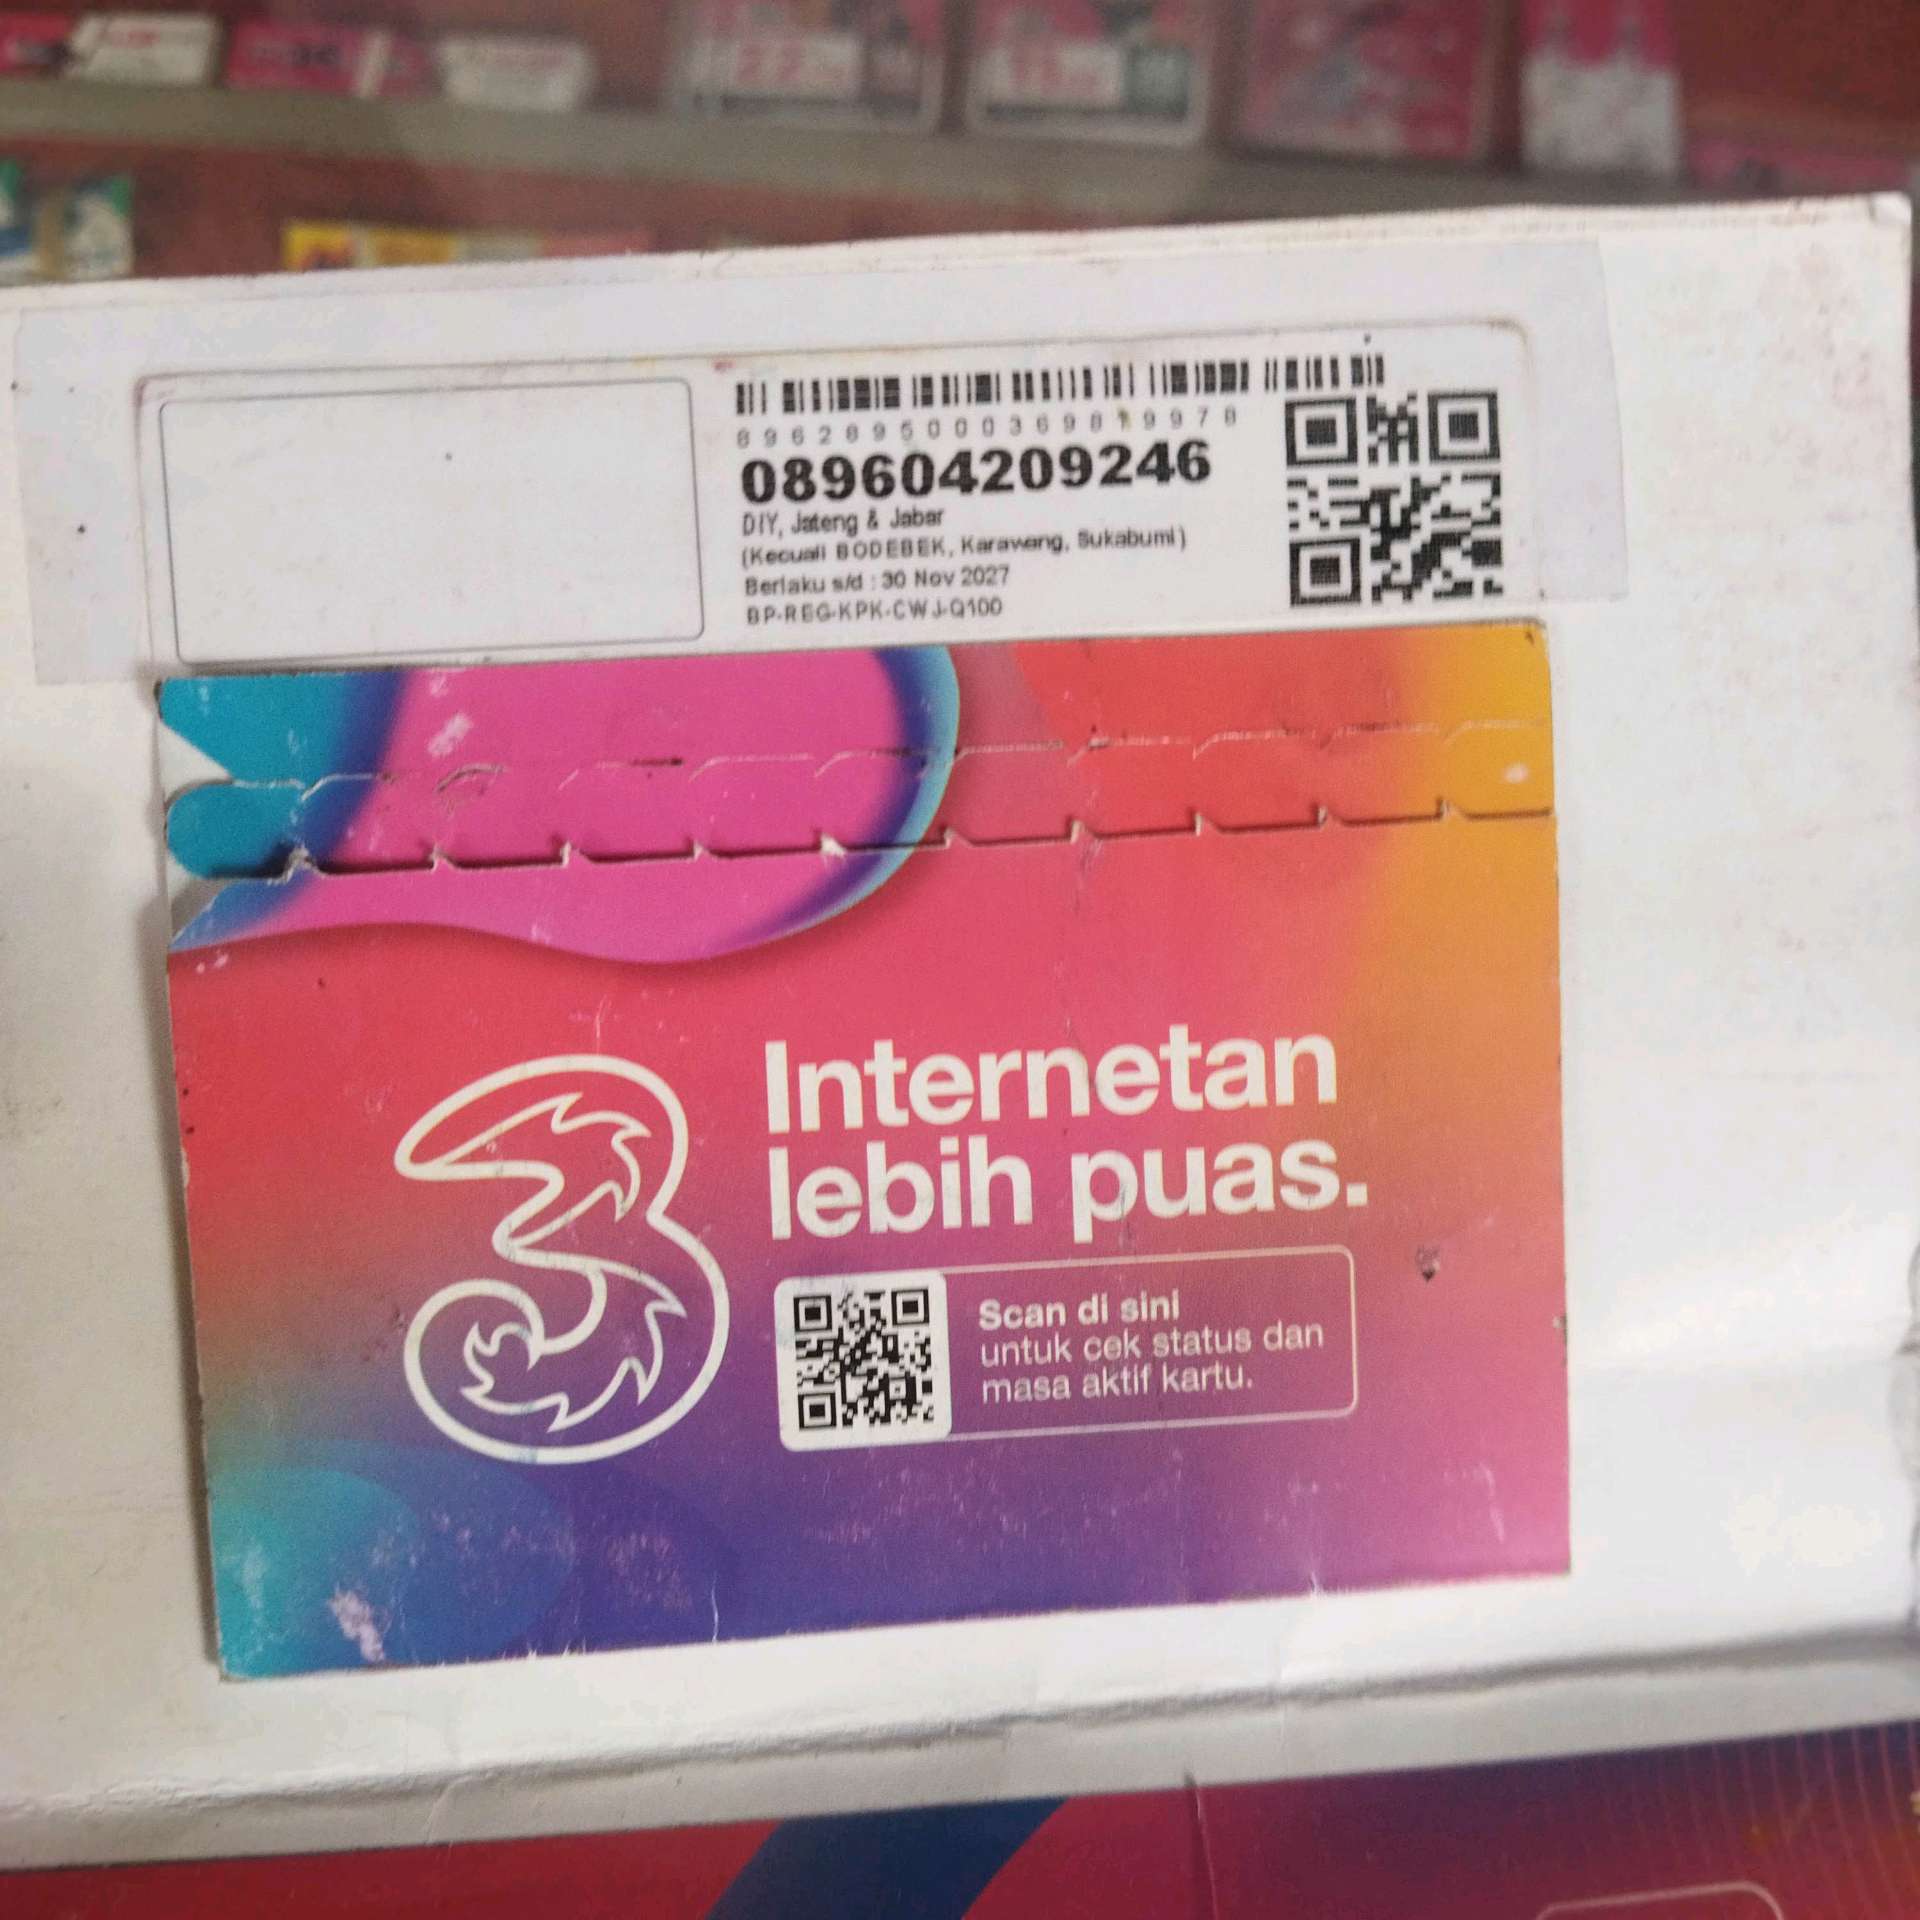 8962895000369819978
089604209246
DIY, Jateng & Jabar
(Kecuali BODEBEK, Karawang, Sukabumi)
Berlaku s/d : 30 Nov 2027
BP-REG-KPK-CWJ-Q100
3
Internetan
lebih puas.
Scan di sini
untuk cek status dan
masa aktif kartu.